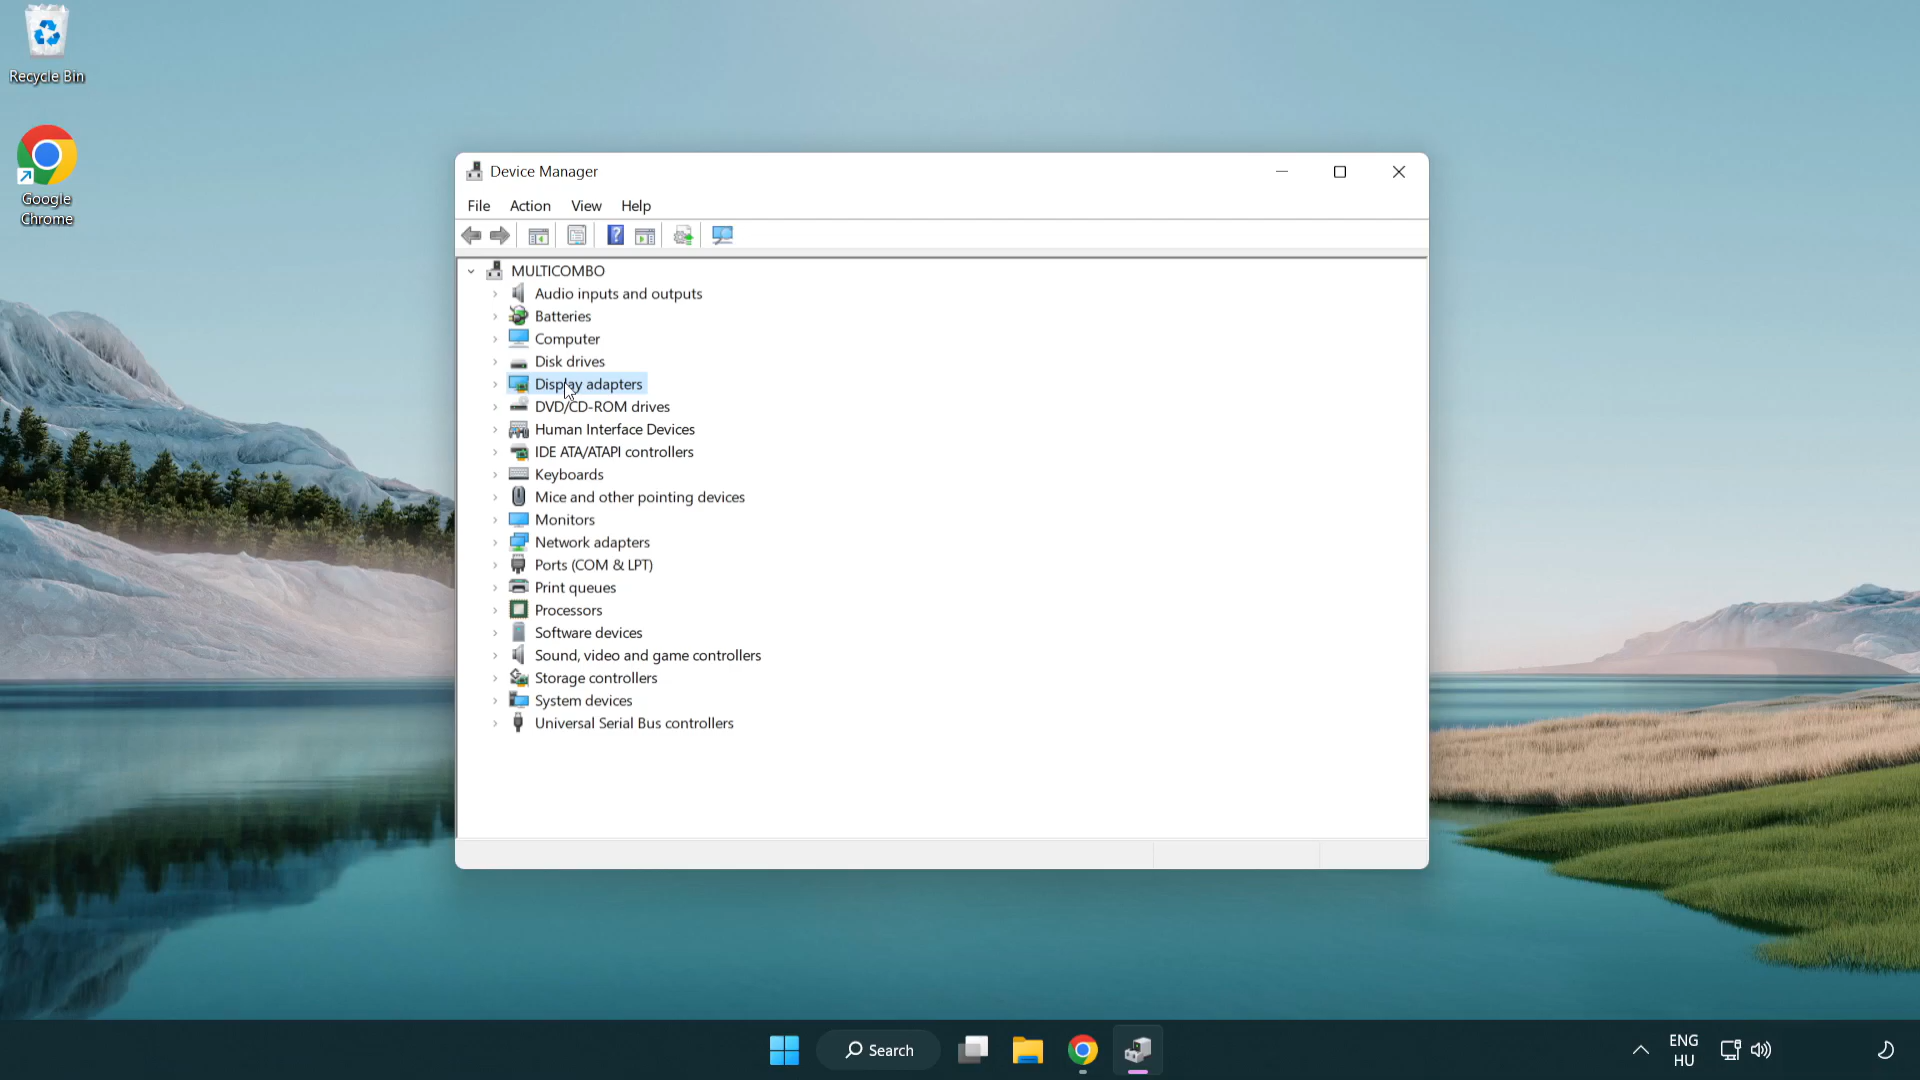 Recycle Bin
Google
Chrome
Device Manager
File Action View Help
MULTICOMBO
Audio inputs and outputs
Batteries
Computer
Disk drives
Display adapters
DVD/CD-ROM drives
Human Interface Devices
IDE ATA/ATAPI controllers
Keyboards
Mice and other pointing devices
Monitors
Network adapters
Ports (COM & LPT)
Print queues
Processors
Software devices
Sound, video and game controllers
Storage controllers
System devices
Universal Serial Bus controllers
Search
ENG
HU